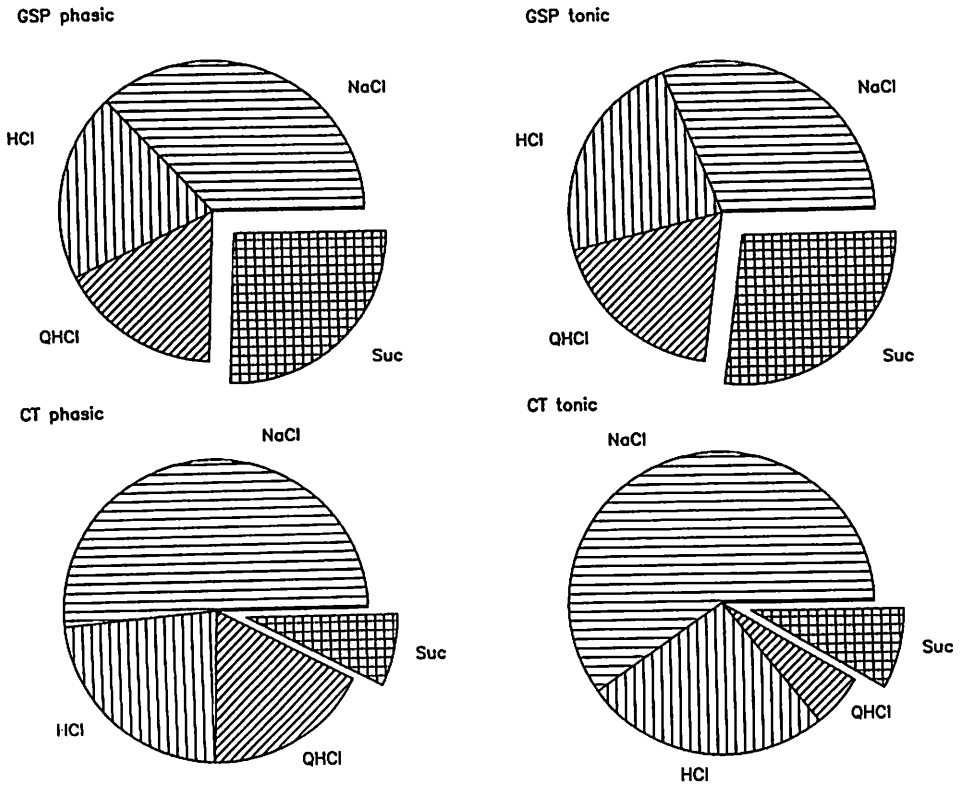 GSP phasic
NaCl
HCl
QHCl
Suc
GSP tonic
NaCl
HCl
QHCl
Suc
CT phasic
NaCl
HCl
QHCl
Suc
CT tonic
NaCl
HCl
QHCl
Suc